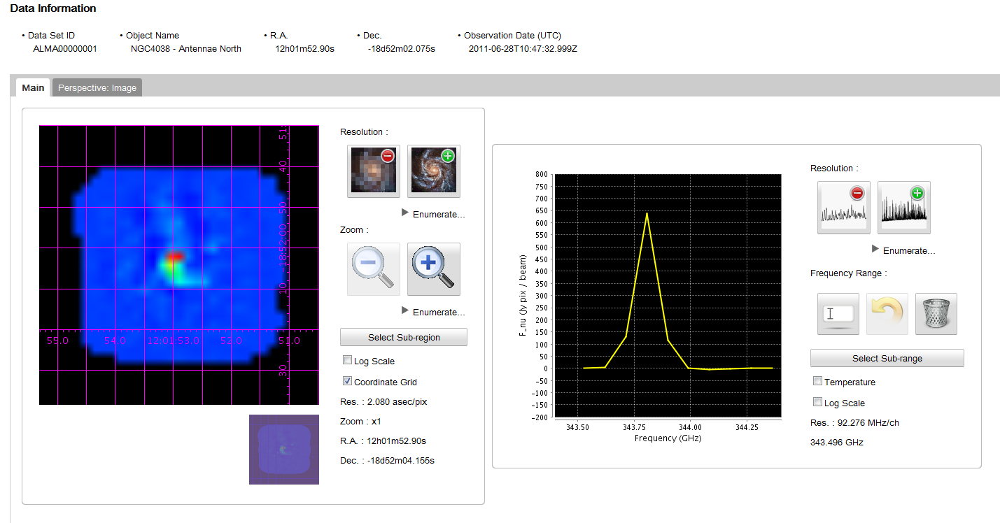 Data Information
• Data Set ID • Object Name • R.A. • Dec. • Observation Date (UTC)
ALMA00000001 NGC4038 - Antennae North 12h01m52.90s -18d52m02.075s 2011-06-28T10:47:32.999Z
Main Perspective: Image
51
40
50
-18:52:00
10
30
55.0 54.0 12:01:53.0 52.0 51.0
Resolution :
Enumerate...
Zoom :
Enumerate...
Select Sub-region
Log Scale
Coordinate Grid
Res. : 2.080 asec/pix
Zoom : x1
R.A. : 12h01m52.90s
Dec. : -18d52m04.155s
F_nu (Jy pix / beam)
800
750
700
650
600
550
500
450
400
350
300
250
200
150
100
50
0
-50
-100
-150
-200
343.50 343.75 344.00 344.25
Frequency (GHz)
Resolution :
Enumerate...
Frequency Range :
Select Sub-range
Temperature
Log Scale
Res. : 92.276 MHz/ch
343.496 GHz